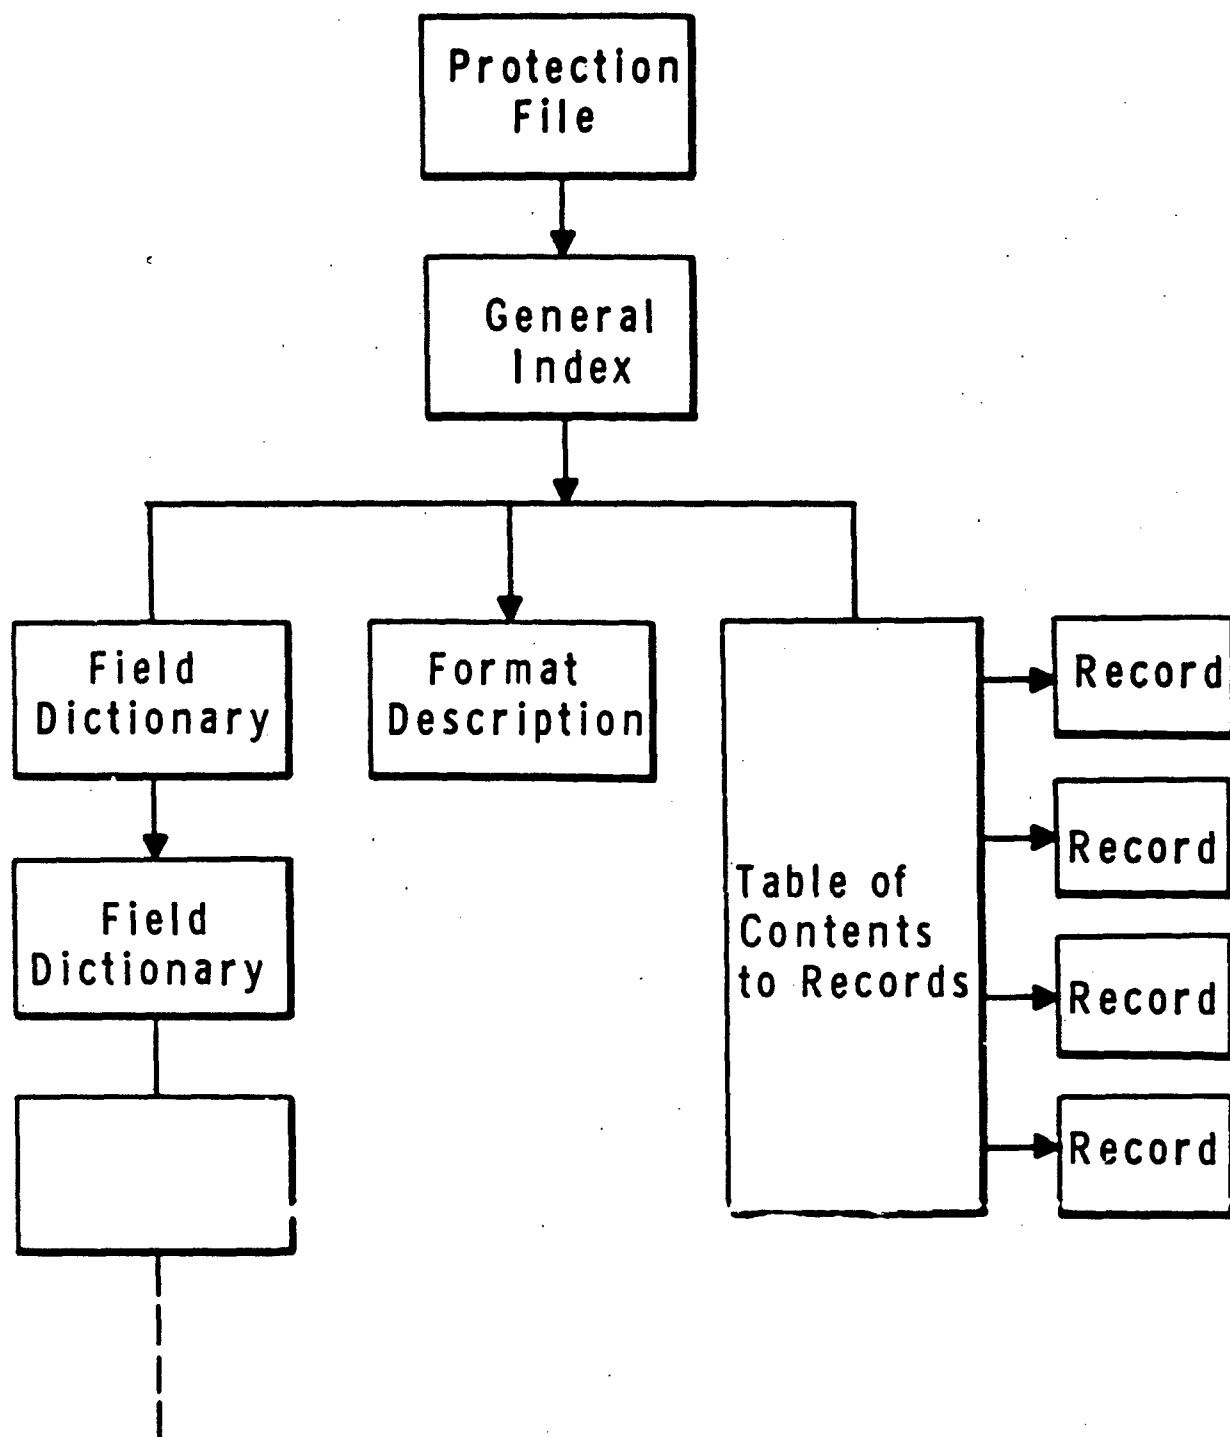 Protection
File
General
Index
Field
Dictionary
Format
Description
Field
Dictionary
Table of
Contents
to Records
Record
Record
Record
Record